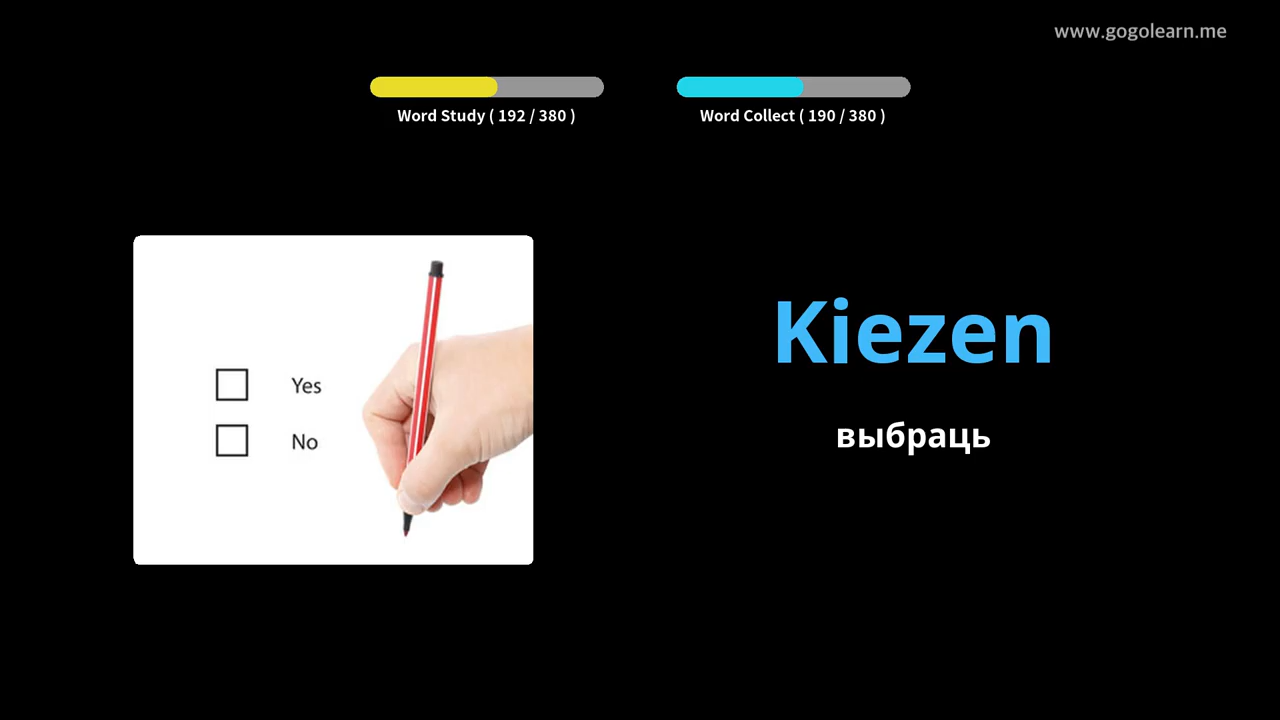 www.gogolearn.me
Word Study ( 192 / 380 )
Word Collect ( 190 / 380 )
Yes
No
Kiezen
выбраць